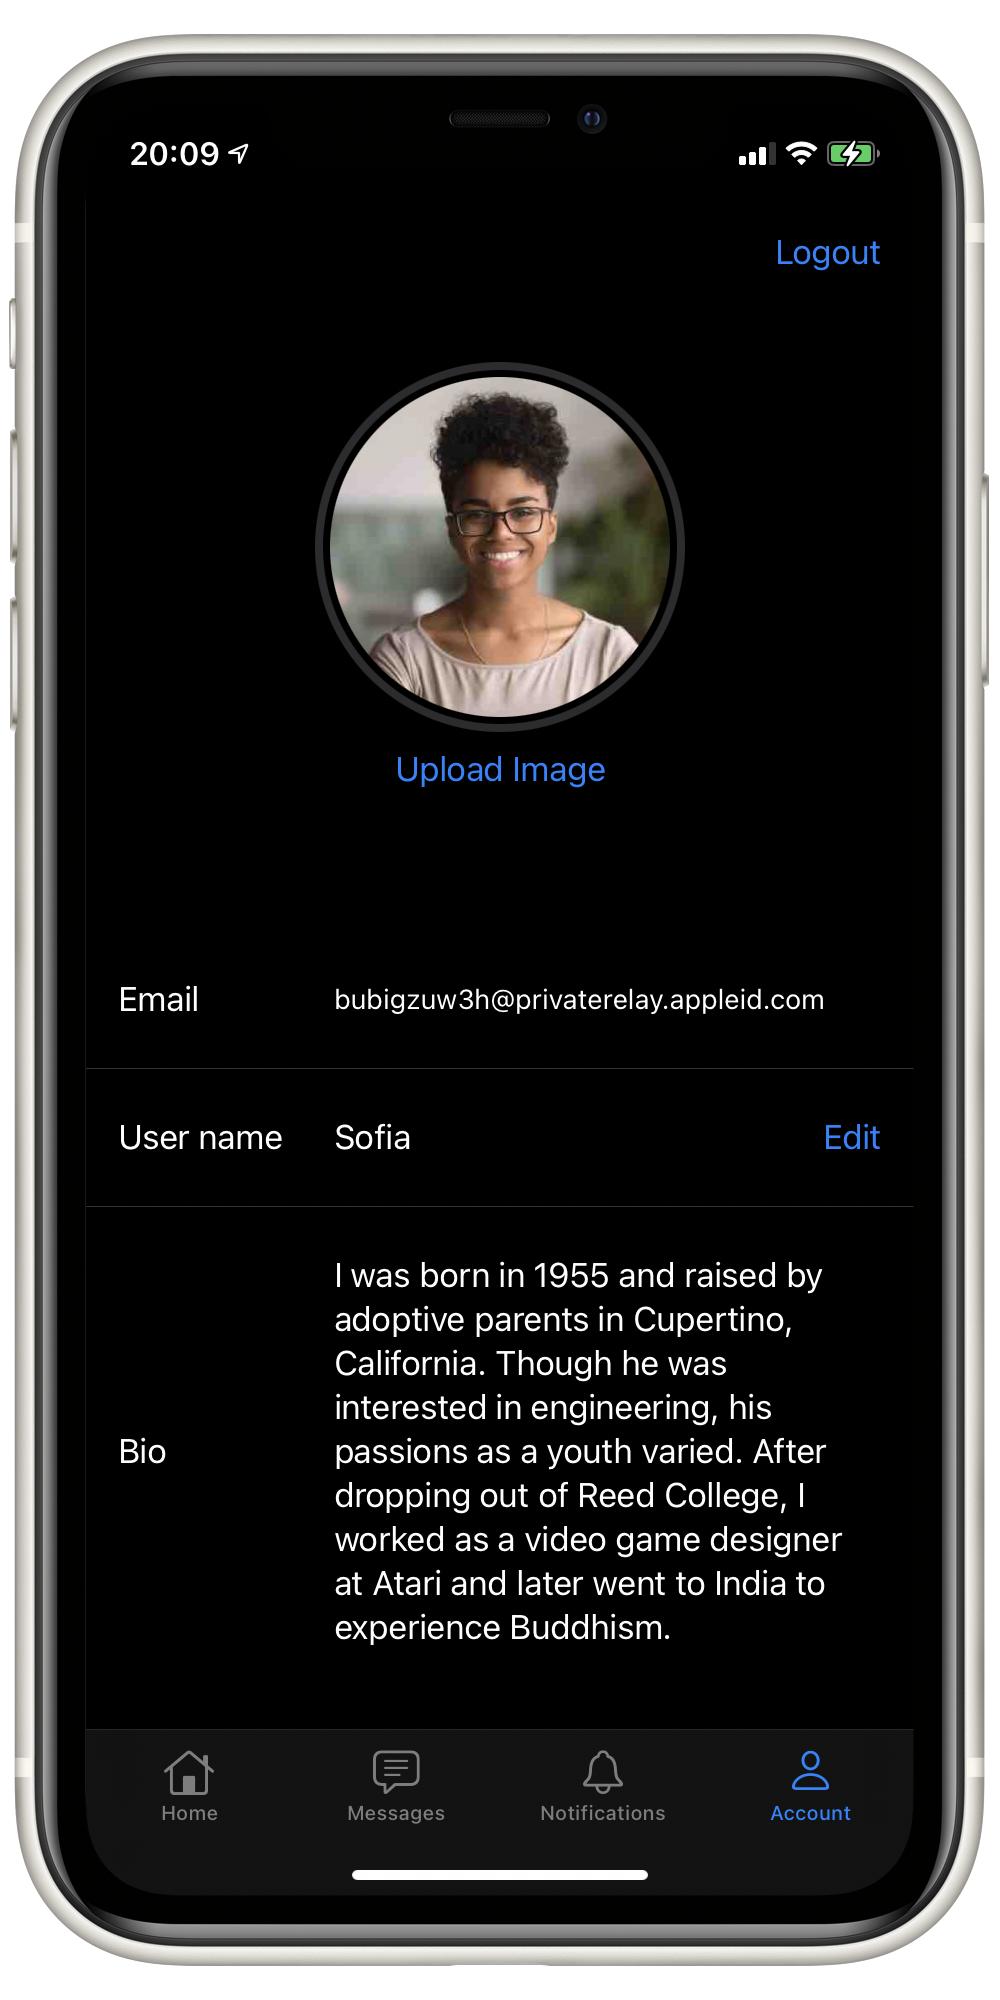 20:09
Logout
Upload Image
Email bubigzuw3h@privaterelay.appleid.com
User name Sofia Edit
Bio
I was born in 1955 and raised by
adoptive parents in Cupertino,
California. Though he was
interested in engineering, his
passions as a youth varied. After
dropping out of Reed College, I
worked as a video game designer
at Atari and later went to India to
experience Buddhism.
Home Messages Notifications Account